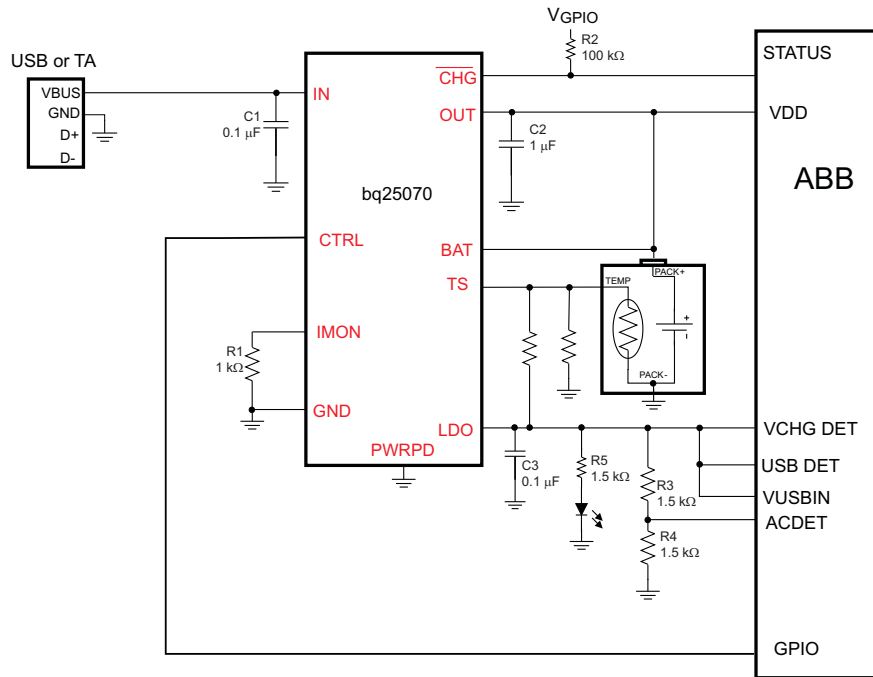 USB or TA
VBUS
GND
D+
D-
C1
0.1 μF
IN
CTRL
IMON
GND
R1
1 kΩ
bq25070
PWRPD
CHG
OUT
BAT
TS
LDO
VGPIO
R2
100 kΩ
C2
1 μF
TEMP
PACK+
+
-
PACK-
C3
0.1 μF
R5
1.5 kΩ
R3
1.5 kΩ
R4
1.5 kΩ
STATUS
VDD
ABB
VCHG DET
USB DET
VUSBIN
ACDET
GPIO